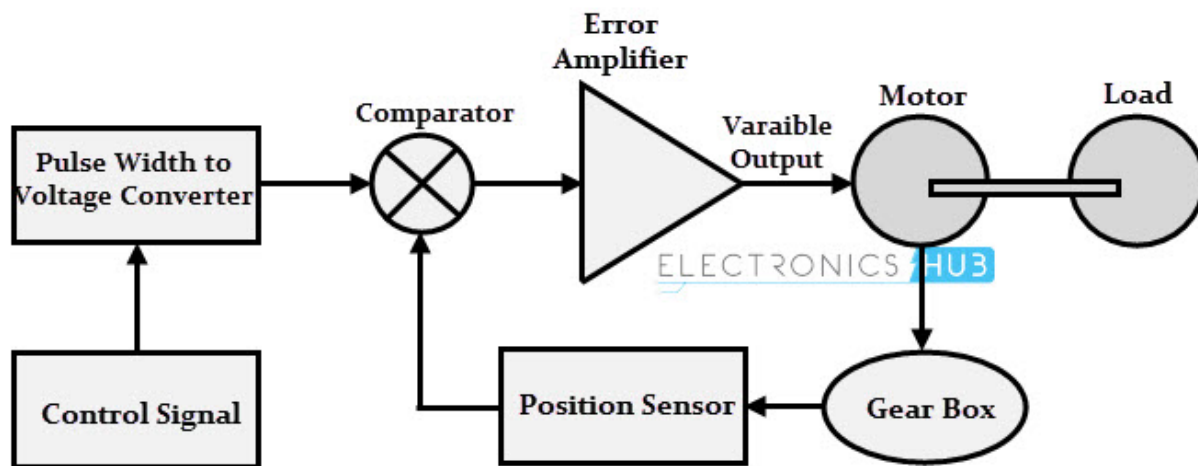 Error
Amplifier
Comparator
Motor
Load
Pulse Width to
Voltage Converter
Varaible
Output
ELECTRONICS HUB
Control Signal
Position Sensor
Gear Box